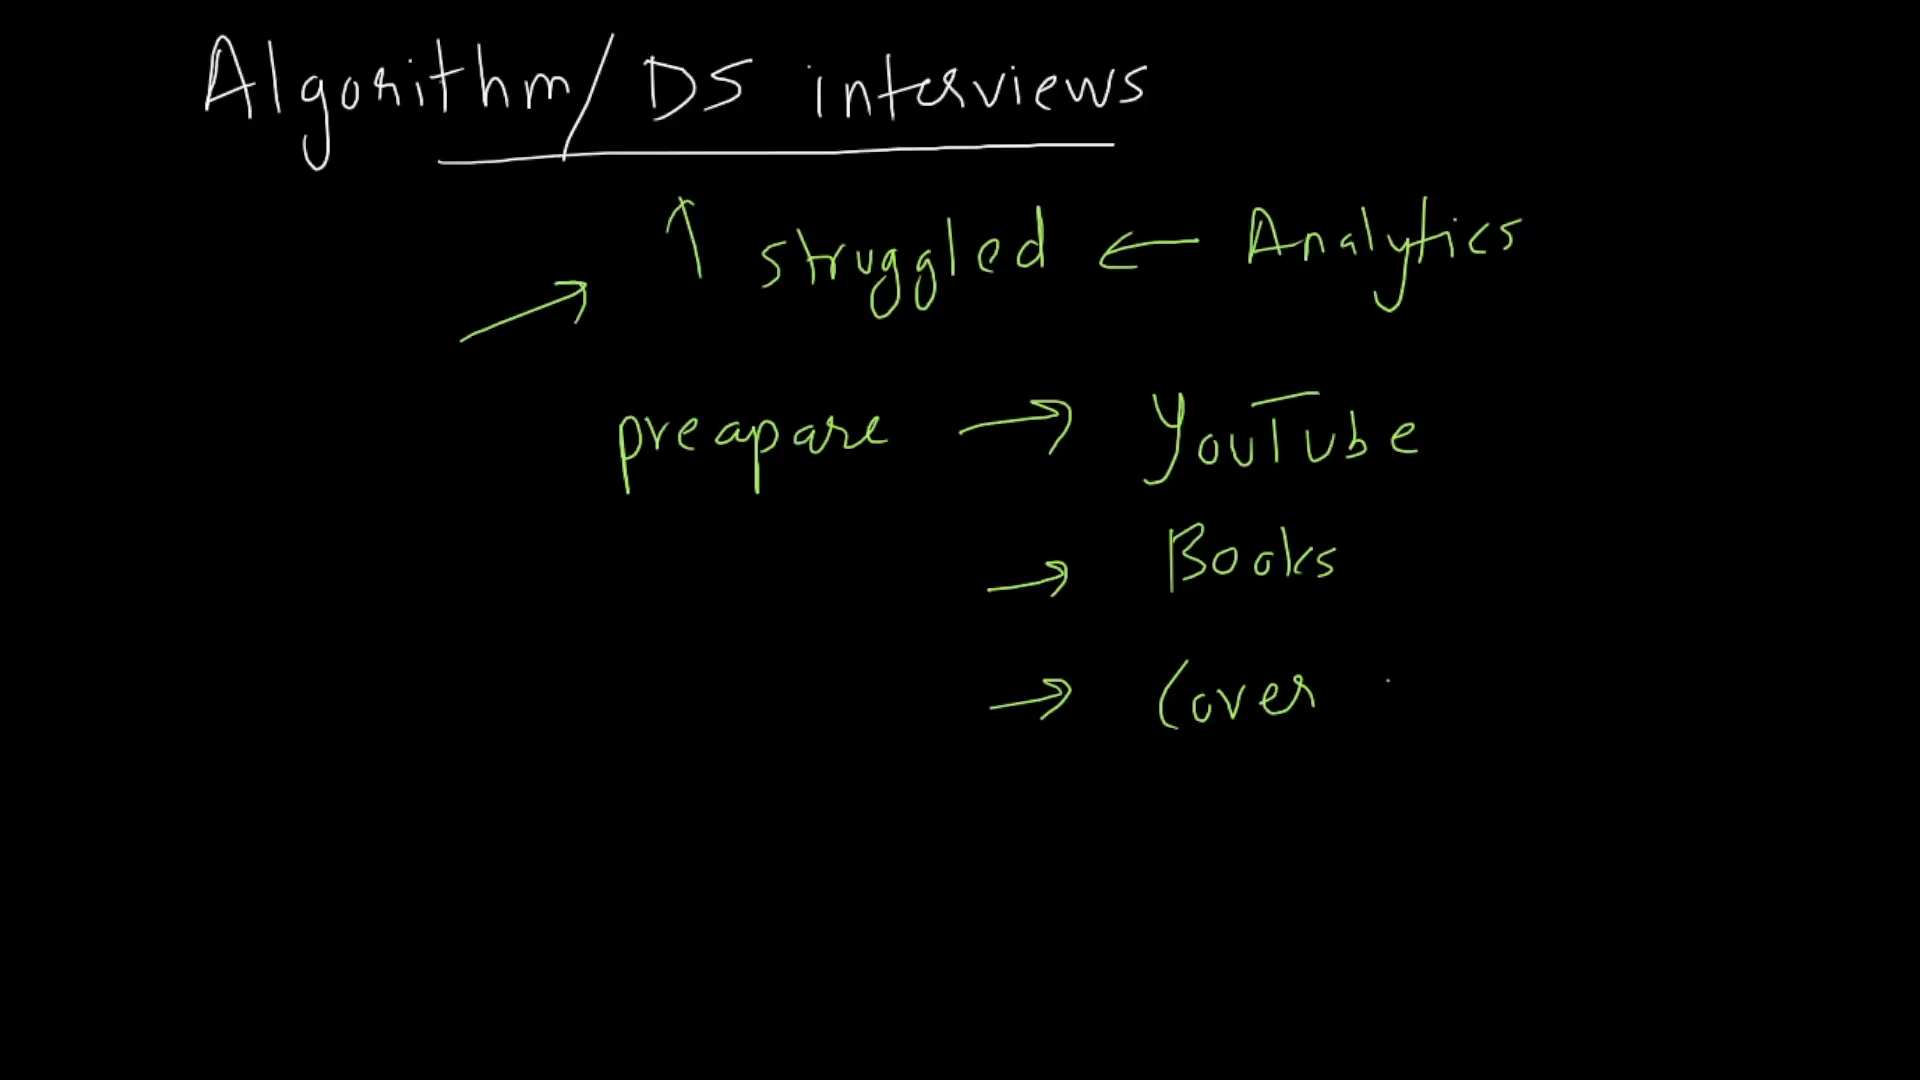 Algorithm/DS interviews
↑ struggled ← Analytics
→
preapare → YouTube
→ Books
→ Cover